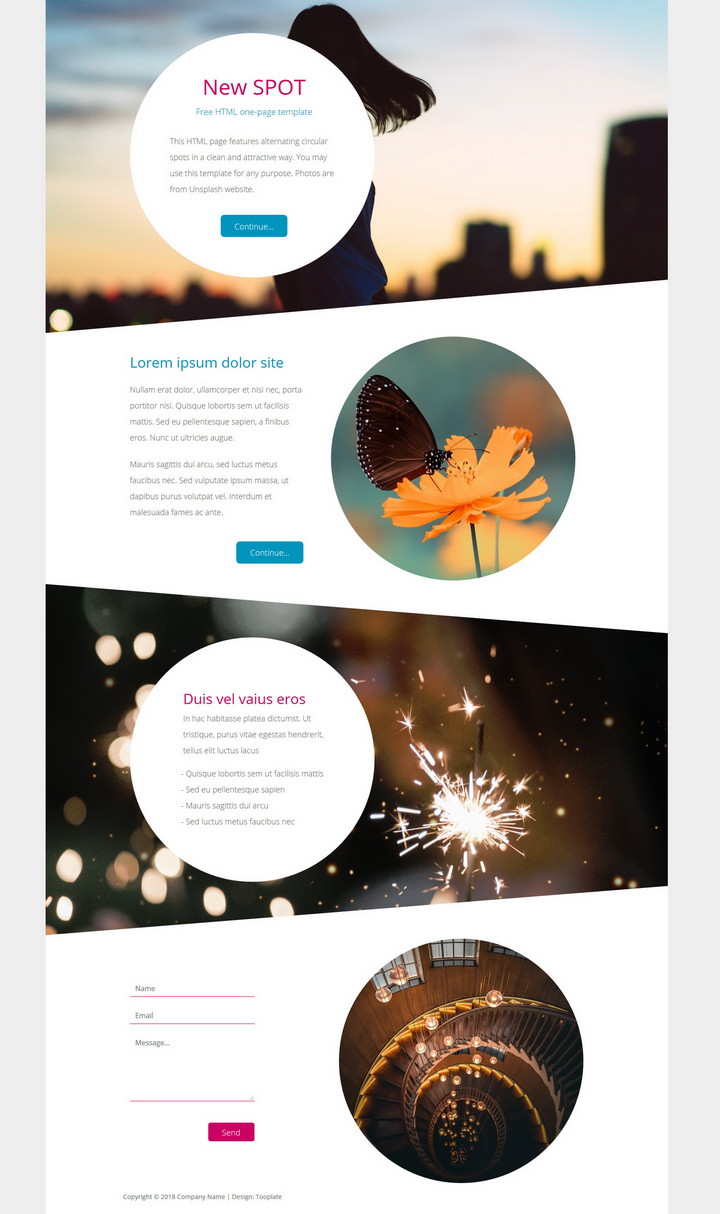 New SPOT
Free HTML one-page template
This HTML page features alternating circular
spots in a clean and attractive way. You may
use this template for any purpose. Photos are
from Unsplash website.
Continue...
Lorem ipsum dolor site
Nullam erat dolor, ullamcorper et nisi nec, porta
portitor nisi. Quisque lobortis sem ut facilisis
mattis. Sed eu pellentesque sapien, a finibus
eros. Nunc ut ultricies augue.
Mauris sagittis dui arcu, sed luctus metus
faucibus nec. Sed vulputate ipsum massa, ut
dapibus purus volutpat vel. Interdum et
malesuada fames ac ante.
Continue...
Duis vel vaius eros
In hac habitasse platea dictumst. Ut
tristique, purus vitae egestas hendrerit,
tellus elit luctus lacus
- Quisque lobortis sem ut facilisis mattis
- Sed eu pellentesque sapien
- Mauris sagittis dui arcu
- Sed luctus metus faucibus nec
Name
Email
Message...
Send
Copyright © 2018 Company Name | Design: Tooplate